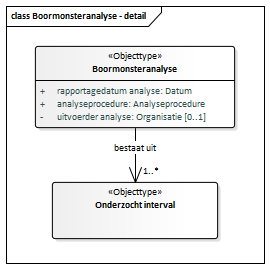 class Boormonsteranalyse - detail
«Objecttype»
Boormonsteranalyse
+ rapportagedatum analyse: Datum
+ analyseprocedure: Analyseprocedure
- uitvoerder analyse: Organisatie [0..1]
bestaat uit
1..*
«Objecttype»
Onderzocht interval